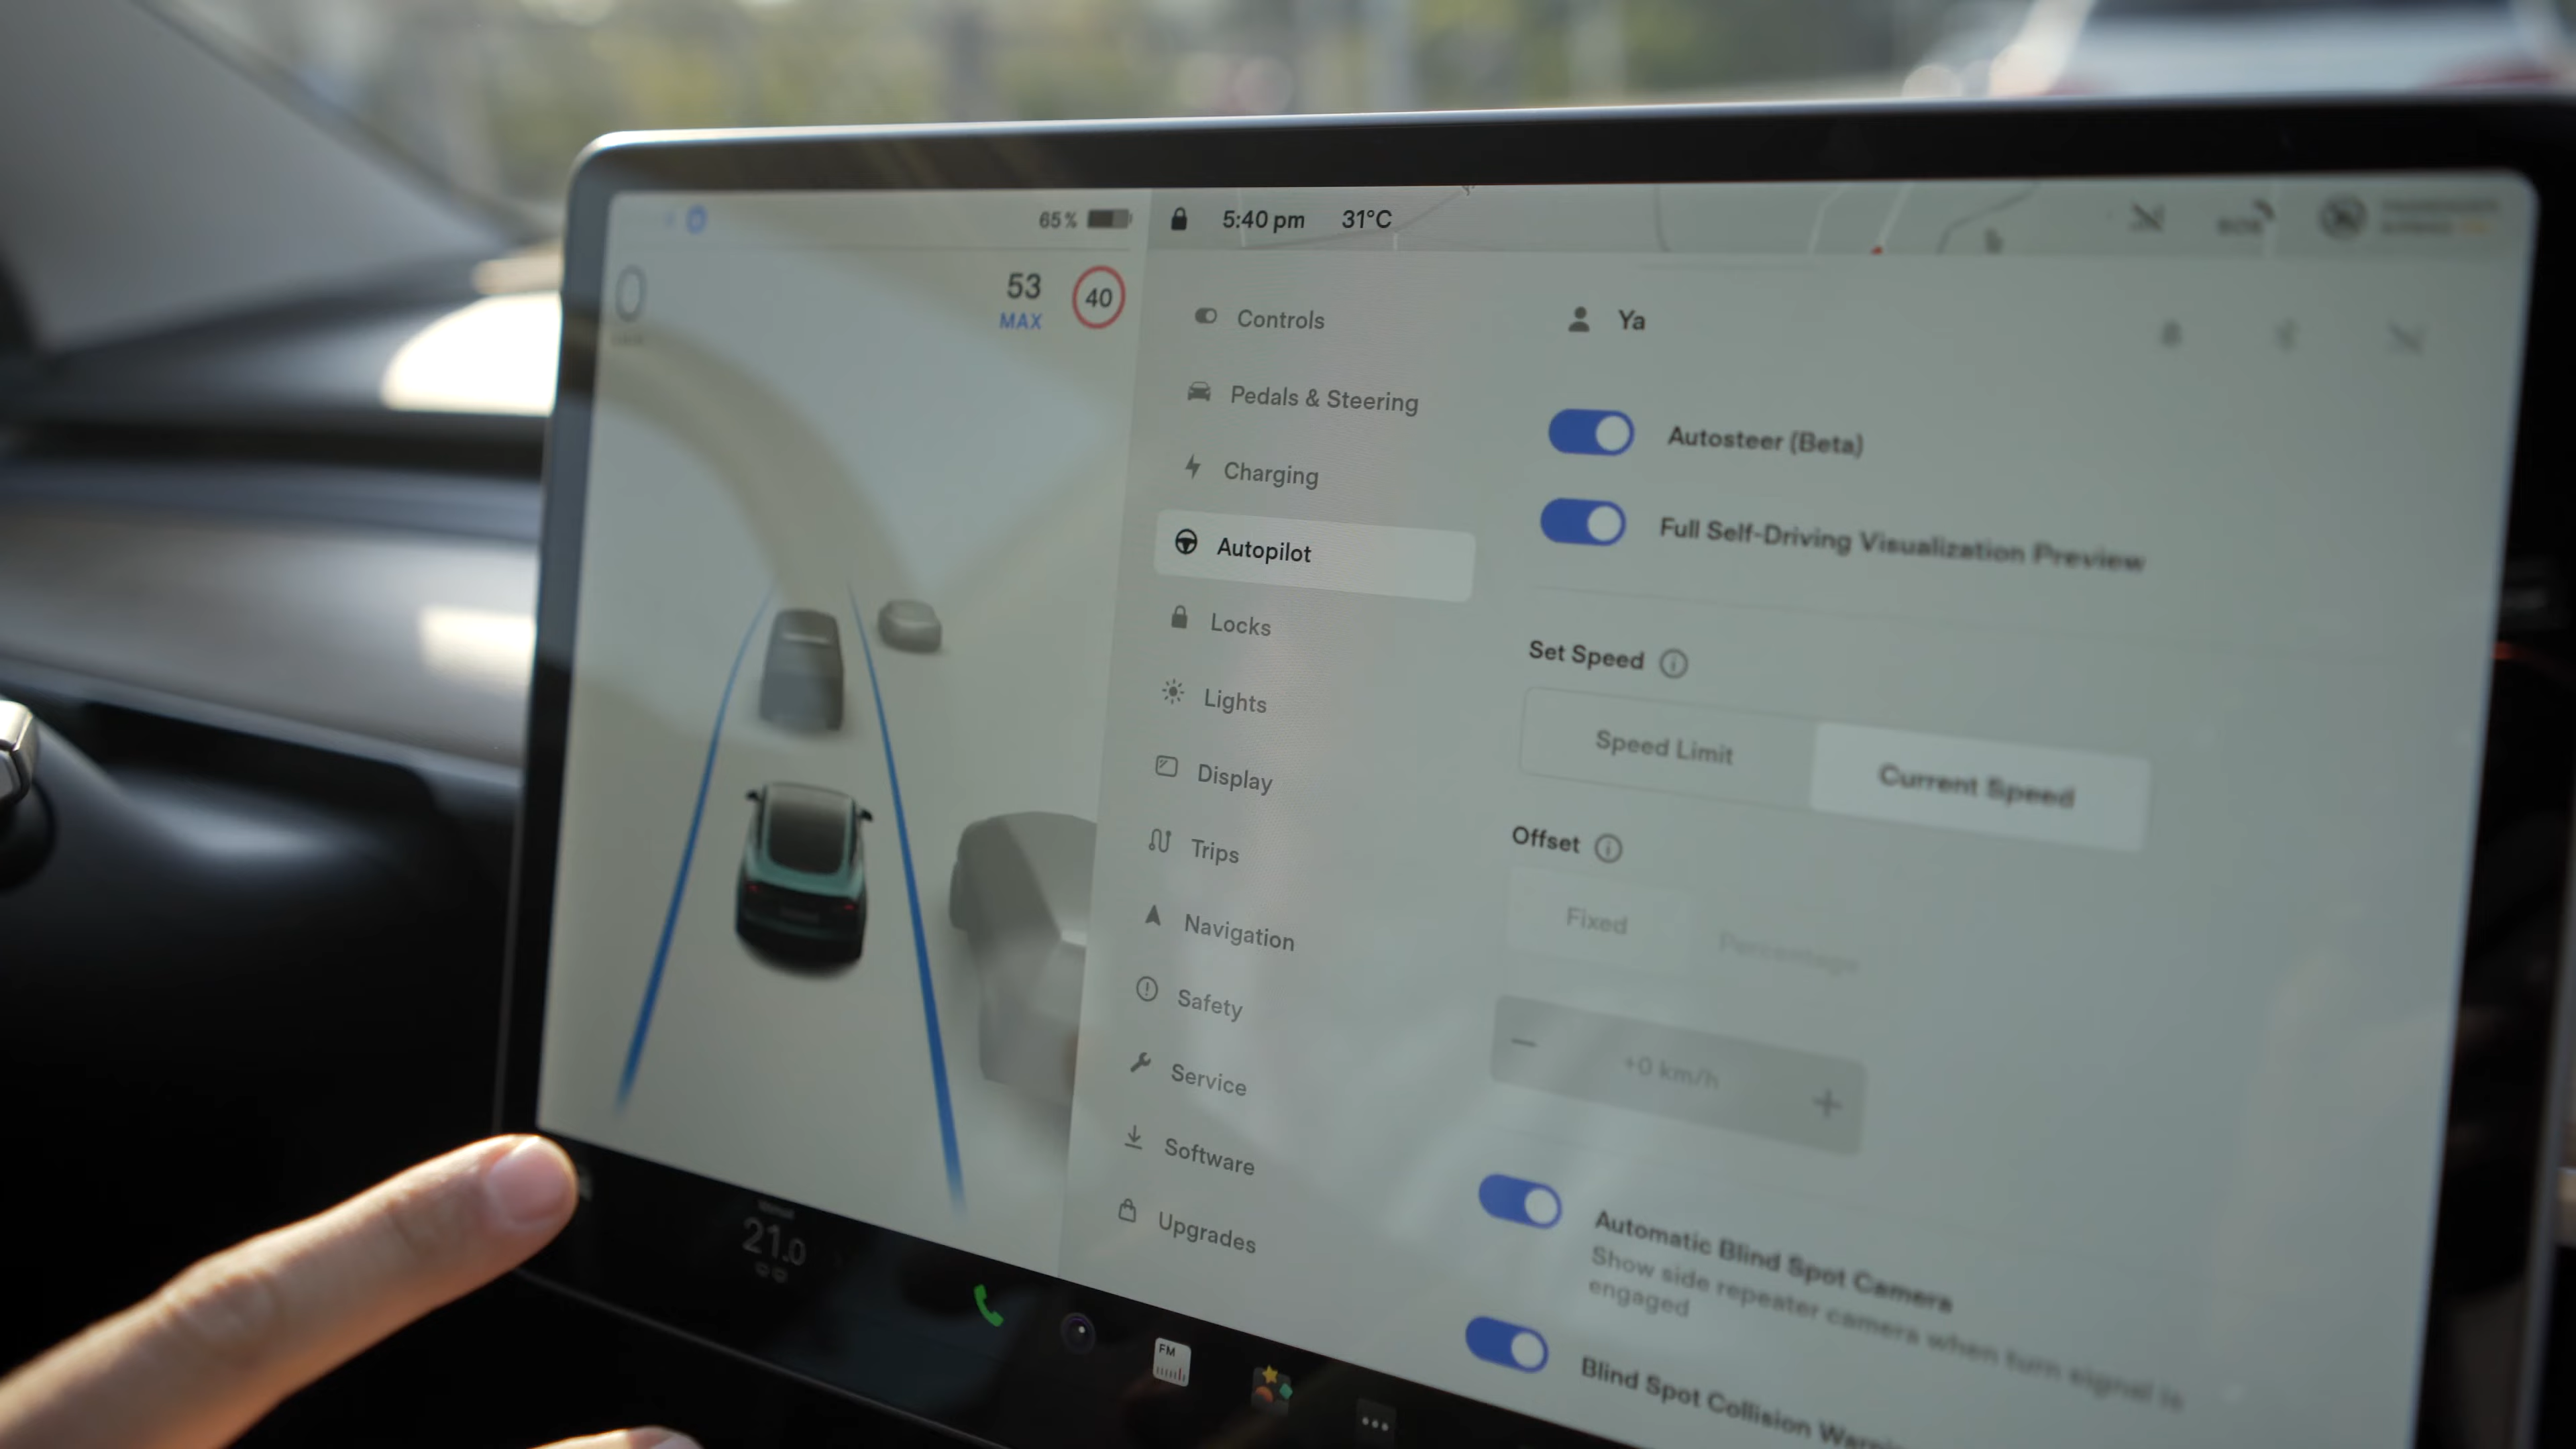 65%
5:40 pm
31°C
0
53
MAX
40
Controls
Pedals & Steering
Charging
Autopilot
Locks
Lights
Display
Trips
Navigation
Safety
Service
Software
Upgrades
Ya
Autosteer (Beta)
Full Self-Driving Visualization Preview
Set Speed
Speed Limit
Current Speed
Offset
Fixed
Percentage
+0 km/h
Automatic Blind Spot Camera
Show side repeater camera when turn signal is
engaged
Blind Spot Collision
21.0
FM